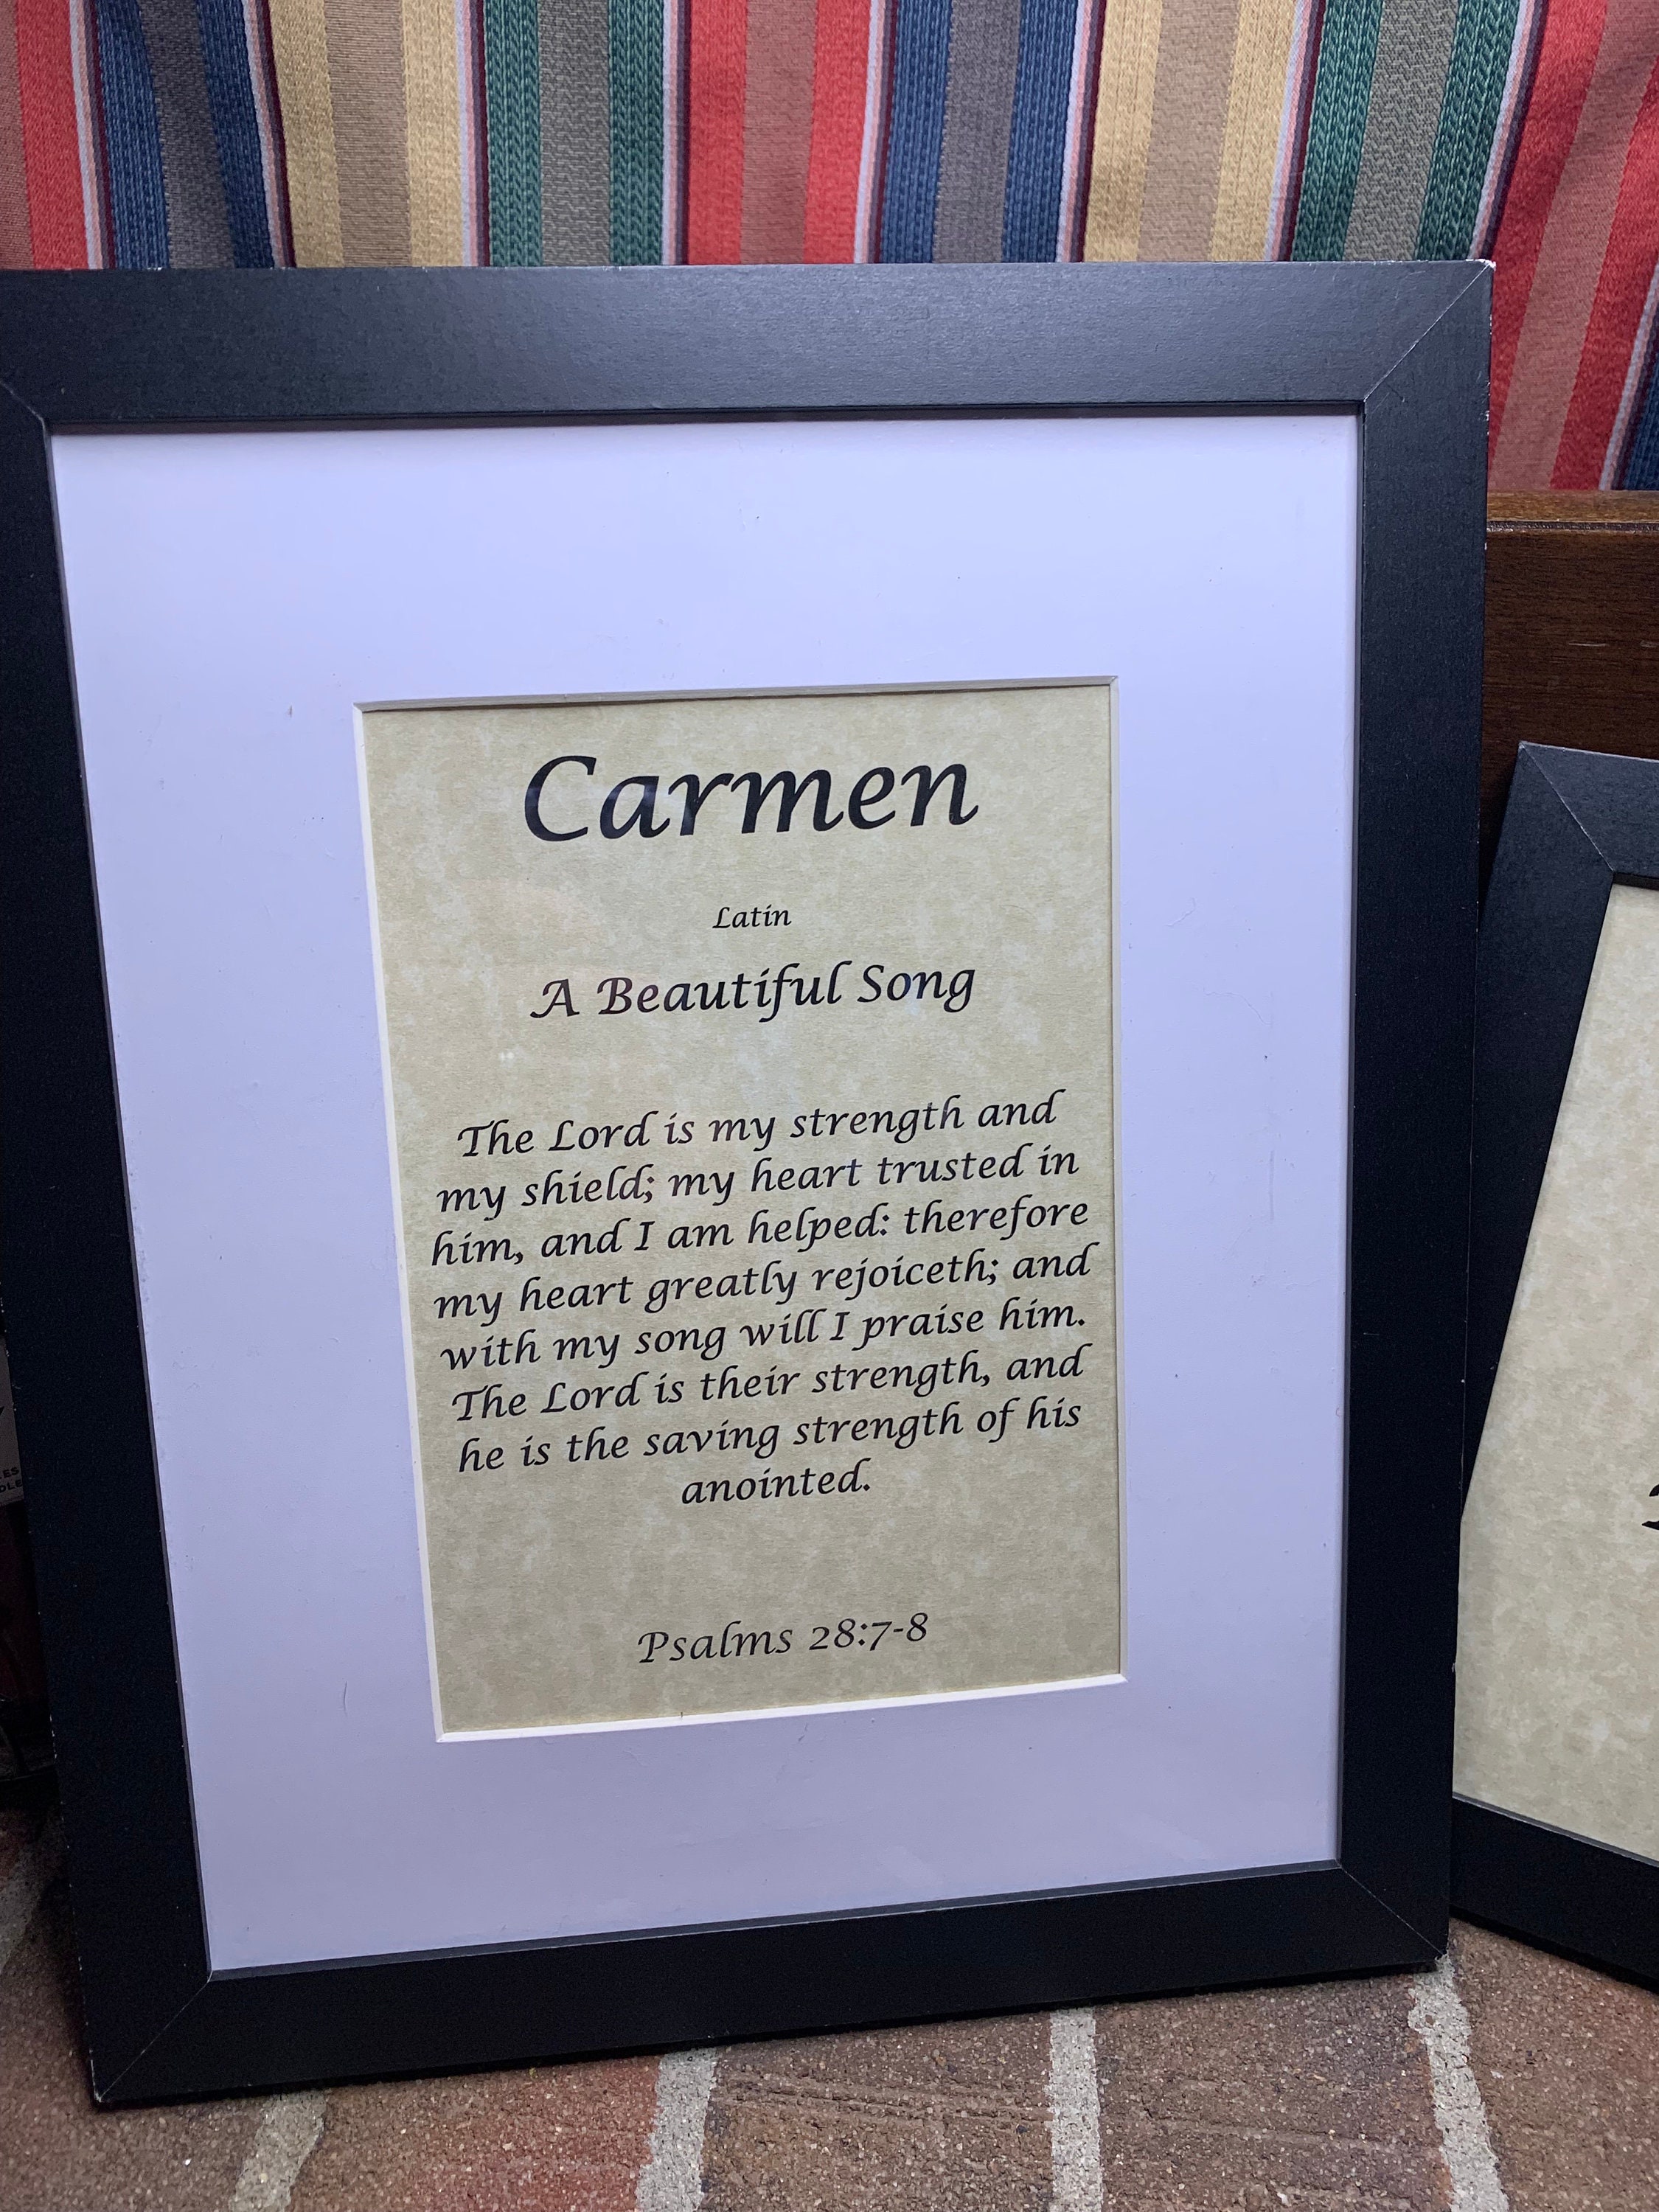 Carmen
Latin
A Beautiful Song
The Lord is my strength and
my shield; my heart trusted in
him, and I am helped: therefore
my heart greatly rejoiceth; and
with my song will I praise him.
The Lord is their strength, and
he is the saving strength of his
anointed.
Psalms 28:7-8